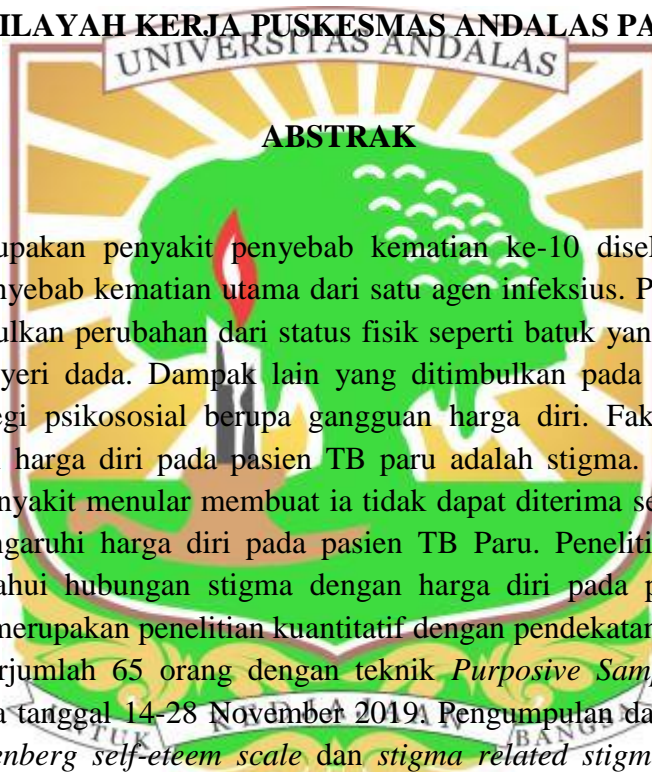 ILAYAH KERJA PUSKESMAS ANDALAS PA
UNIVERSITAS ANDALAS
ABSTRAK
upakan penyakit penyebab kematian ke-10 disel
nyebab kematian utama dari satu agen infeksius. P
ulkan perubahan dari status fisik seperti batuk yan
yeri dada. Dampak lain yang ditimbulkan pada
egi psikososial berupa gangguan harga diri. Fak
harga diri pada pasien TB paru adalah stigma.
nyakit menular membuat ia tidak dapat diterima se
ngaruhi harga diri pada pasien TB Paru. Peneliti
ahui hubungan stigma dengan harga diri pada p
merupakan penelitian kuantitatif dengan pendekatan
erjumlah 65 orang dengan teknik Purposive Samp
a tanggal 14-28 November 2019. Pengumpulan da
UNTUK KEDJAJAAN BANGSA
enberg self-eteem scale dan stigma related stigm